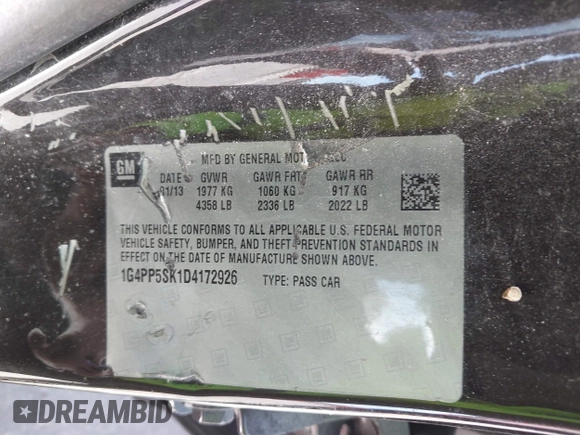 GM
MFD BY GENERAL MOTORS LLC
DATE GVWR GAWR FRT GAWR RR
01/13 1977 KG 1060 KG 917 KG
4358 LB 2336 LB 2022 LB
THIS VEHICLE CONFORMS TO ALL APPLICABLE U.S. FEDERAL MOTOR
VEHICLE SAFETY, BUMPER, AND THEFT PREVENTION STANDARDS IN
EFFECT ON THE DATE OF MANUFACTURE SHOWN ABOVE.
1G4PP5SK1D4172926 TYPE: PASS CAR
DREAMBID